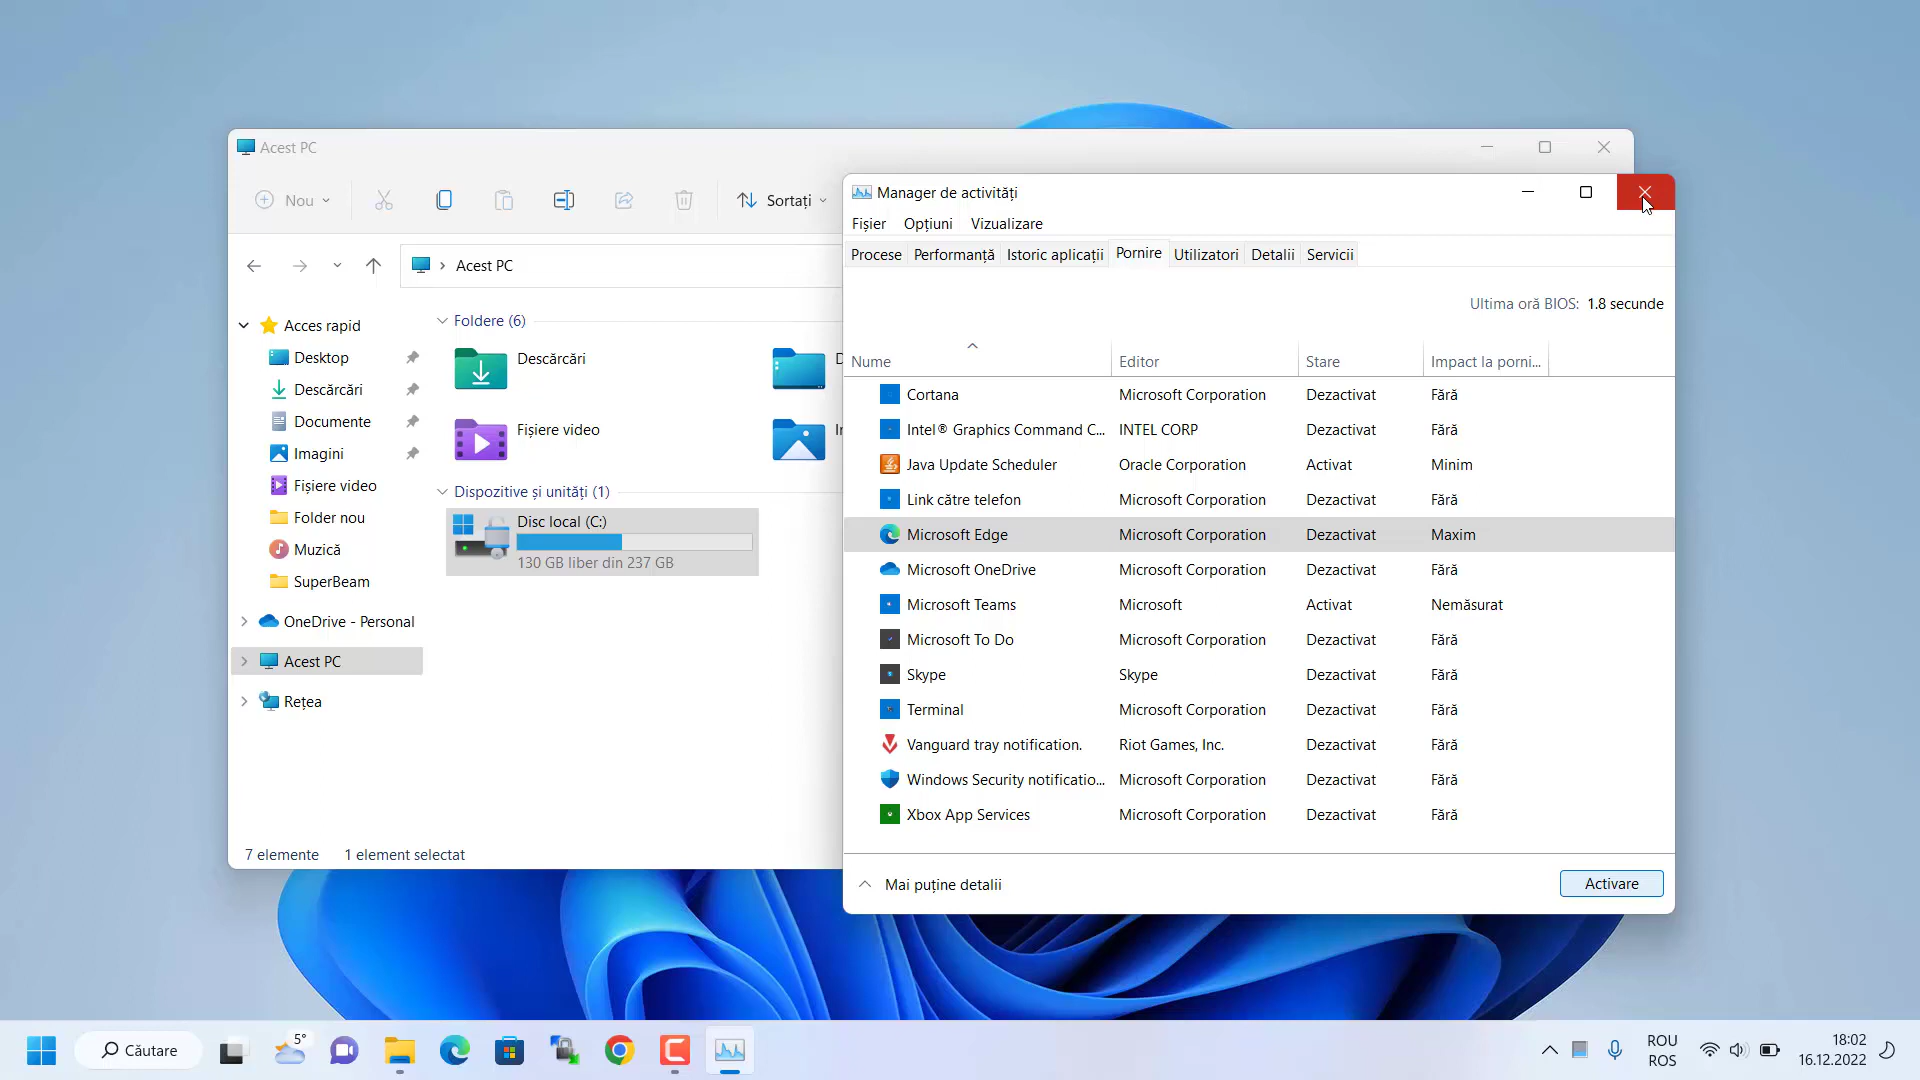 Acest PC
Nou
Sortați
Acest PC
Acces rapid
Desktop
Descărcări
Documente
Imagini
Fișiere video
Folder nou
Muzică
SuperBeam
OneDrive - Personal
Acest PC
Rețea
Foldere (6)
Descărcări
D
Fișiere video
Dispozitive și unități (1)
Disc local (C:)
130 GB liber din 237 GB
7 elemente 1 element selectat
Manager de activități
Fișier Opțiuni Vizualizare
Procese Performanță Istoric aplicații Pornire Utilizatori Detalii Servicii
Ultima oră BIOS: 1.8 secunde
Nume Editor Stare Impact la porni...
Cortana Microsoft Corporation Dezactivat Fără
Intel® Graphics Command C... INTEL CORP Dezactivat Fără
Java Update Scheduler Oracle Corporation Activat Minim
Link către telefon Microsoft Corporation Dezactivat Fără
Microsoft Edge Microsoft Corporation Dezactivat Maxim
Microsoft OneDrive Microsoft Corporation Dezactivat Fără
Microsoft Teams Microsoft Activat Nemăsurat
Microsoft To Do Microsoft Corporation Dezactivat Fără
Skype Skype Dezactivat Fără
Terminal Microsoft Corporation Dezactivat Fără
Vanguard tray notification. Riot Games, Inc. Dezactivat Fără
Windows Security notificatio... Microsoft Corporation Dezactivat Fără
Xbox App Services Microsoft Corporation Dezactivat Fără
Mai puține detalii
Activare
Căutare
5°
ROU
ROS
18:02
16.12.2022